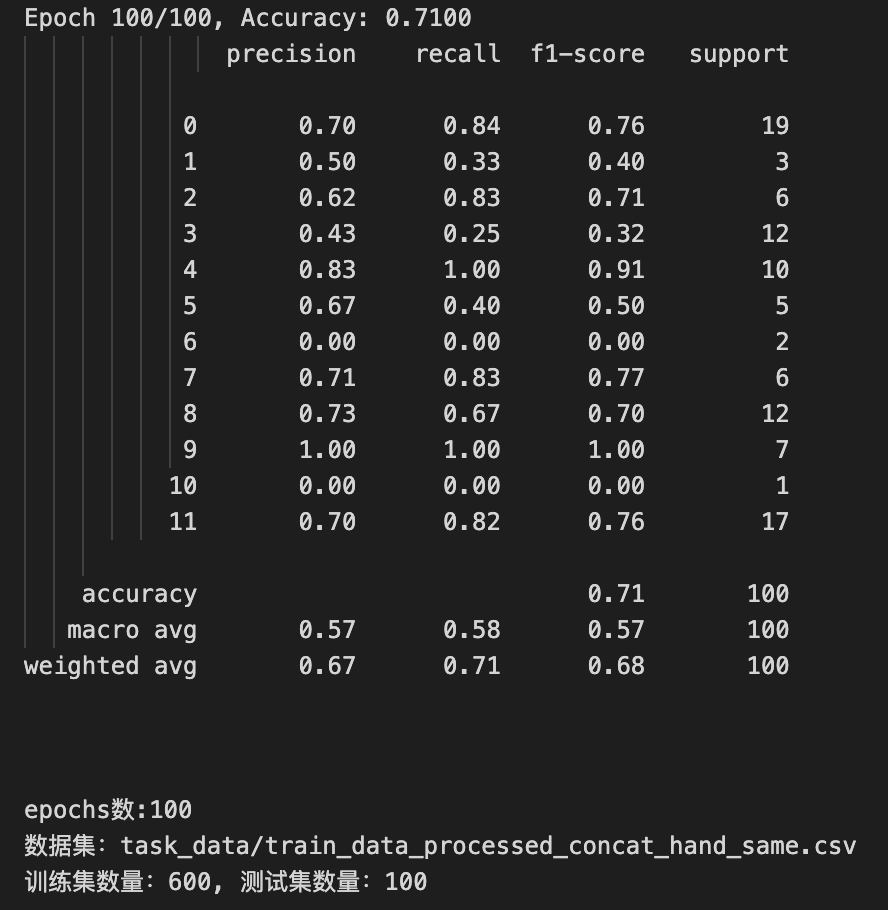 Epoch 100/100, Accuracy: 0.7100
precision recall f1-score support
0 0.70 0.84 0.76 19
1 0.50 0.33 0.40 3
2 0.62 0.83 0.71 6
3 0.43 0.25 0.32 12
4 0.83 1.00 0.91 10
5 0.67 0.40 0.50 5
6 0.00 0.00 0.00 2
7 0.71 0.83 0.77 6
8 0.73 0.67 0.70 12
9 1.00 1.00 1.00 7
10 0.00 0.00 0.00 1
11 0.70 0.82 0.76 17
accuracy 0.71 100
macro avg 0.57 0.58 0.57 100
weighted avg 0.67 0.71 0.68 100
epochs数:100
数据集：task_data/train_data_processed_concat_hand_same.csv
训练集数量：600, 测试集数量：100